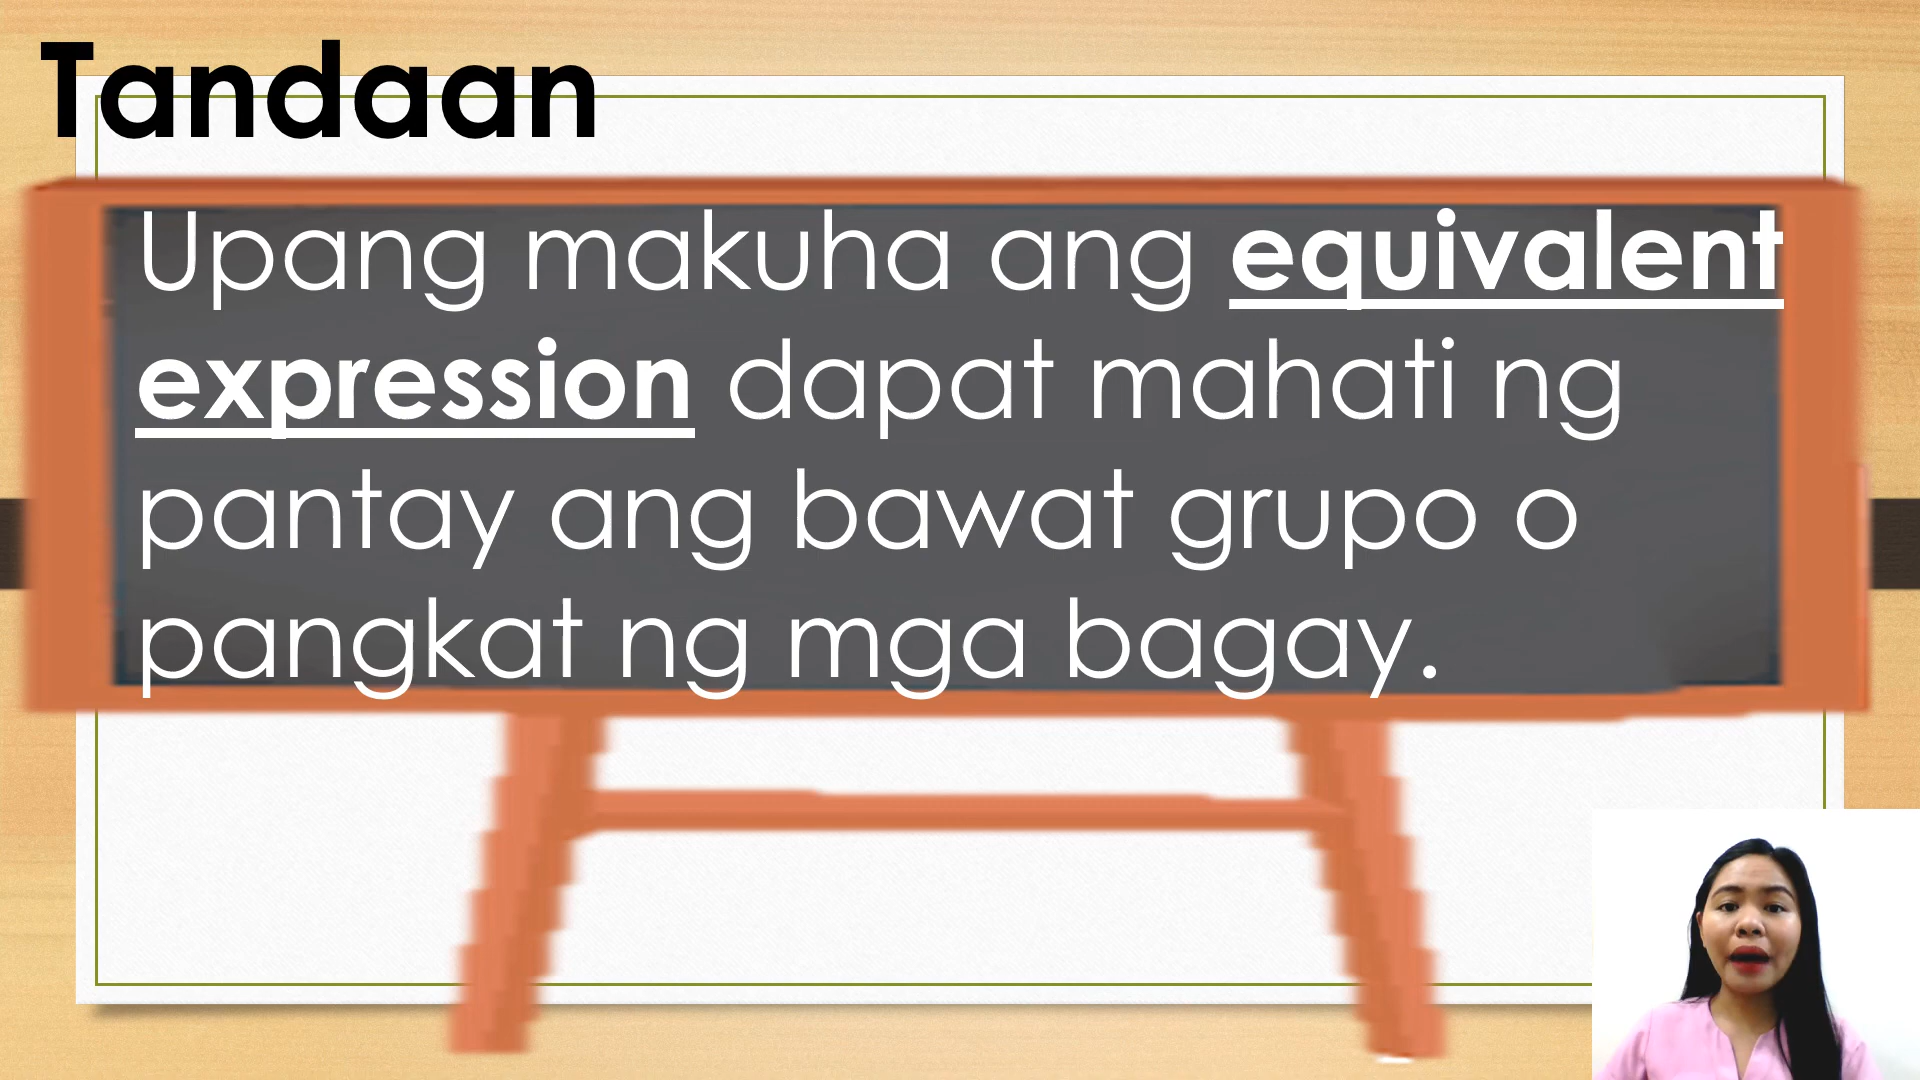 Tandaan
Upang makuha ang equivalent
expression dapat mahati ng
pantay ang bawat grupo o
pangkat ng mga bagay.